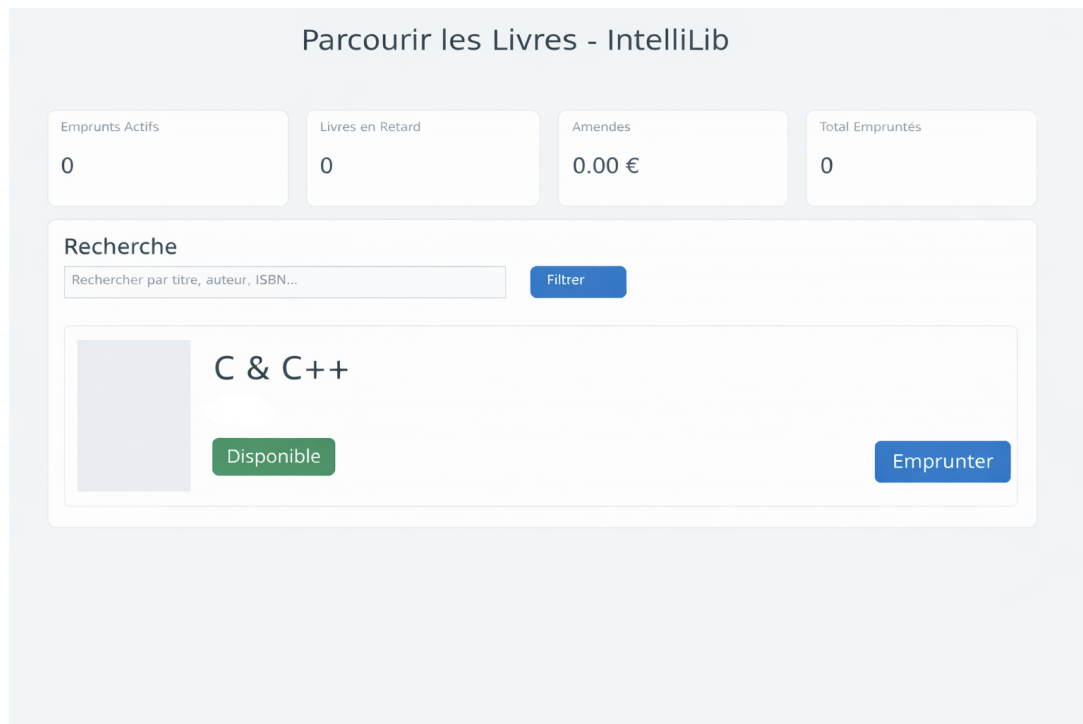 Parcourir les Livres - IntelliLib
Emprunts Actifs
0
Livres en Retard
0
Amendes
0.00 €
Total Empruntés
0
Recherche
Rechercher par titre, auteur, ISBN...
Filtrer
C & C++
Disponible
Emprunter